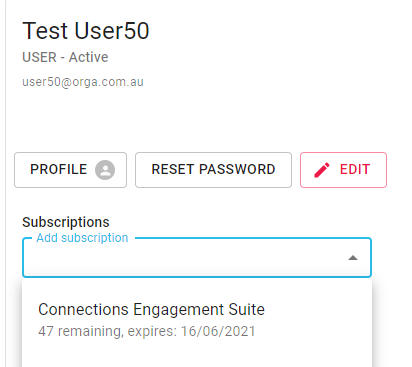 Test User50
USER - Active
user50@orga.com.au
PROFILE
RESET PASSWORD
EDIT
Subscriptions
Add subscription
Connections Engagement Suite
47 remaining, expires: 16/06/2021